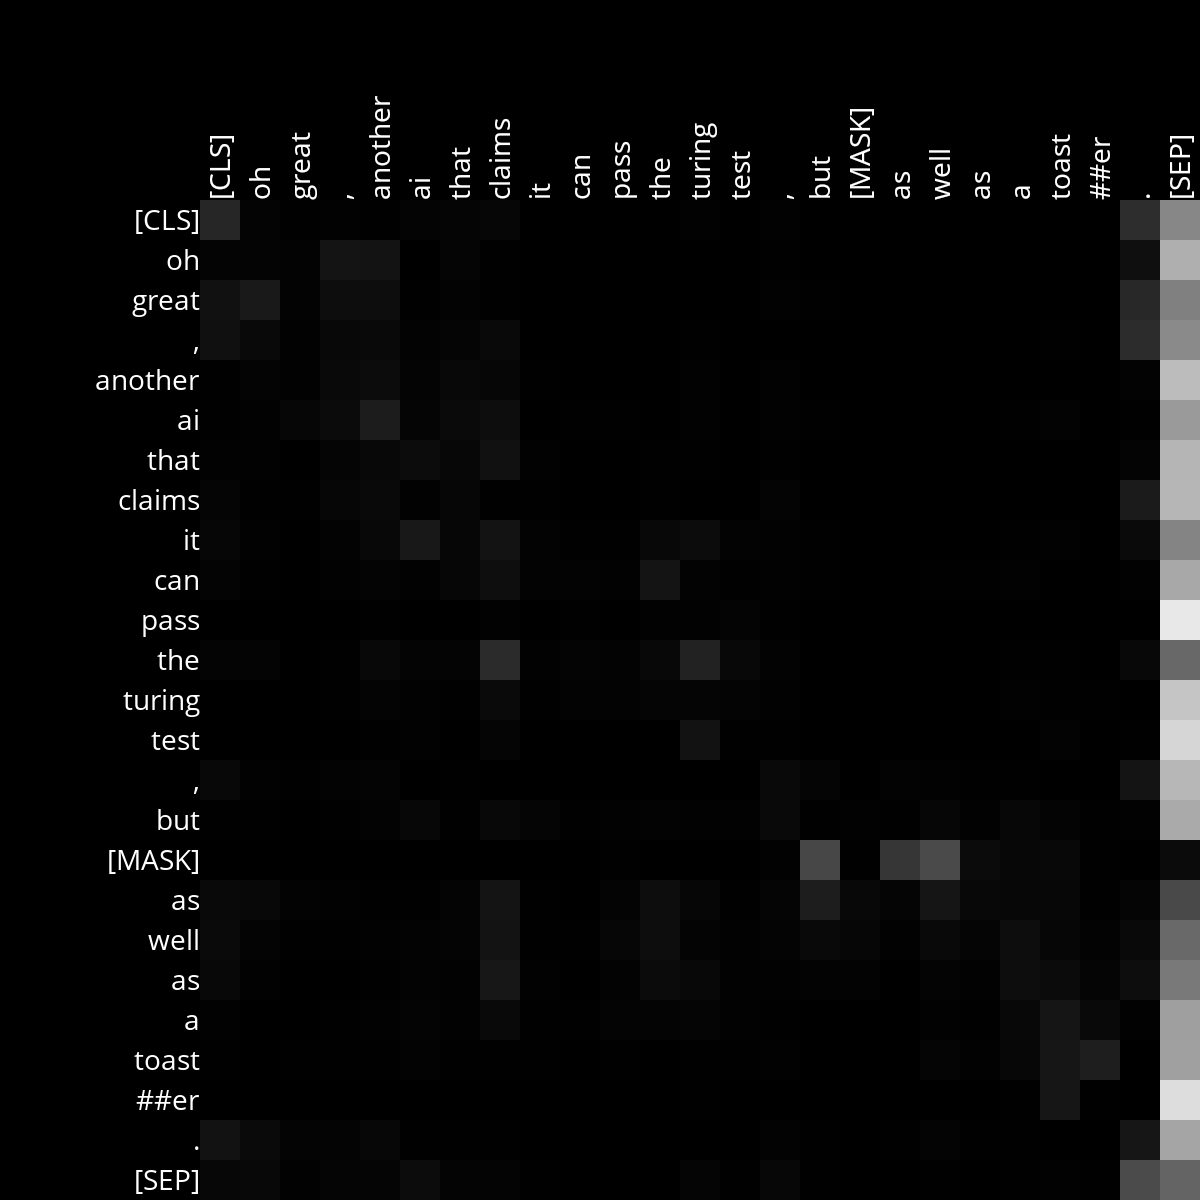 [CLS] oh great , another ai that claims it can pass the turing test , but [MASK] as well as a toast ##er . [SEP]
[CLS]
oh
great
,
another
ai
that
claims
it
can
pass
the
turing
test
,
but
[MASK]
as
well
as
a
toast
##er
.
[SEP]